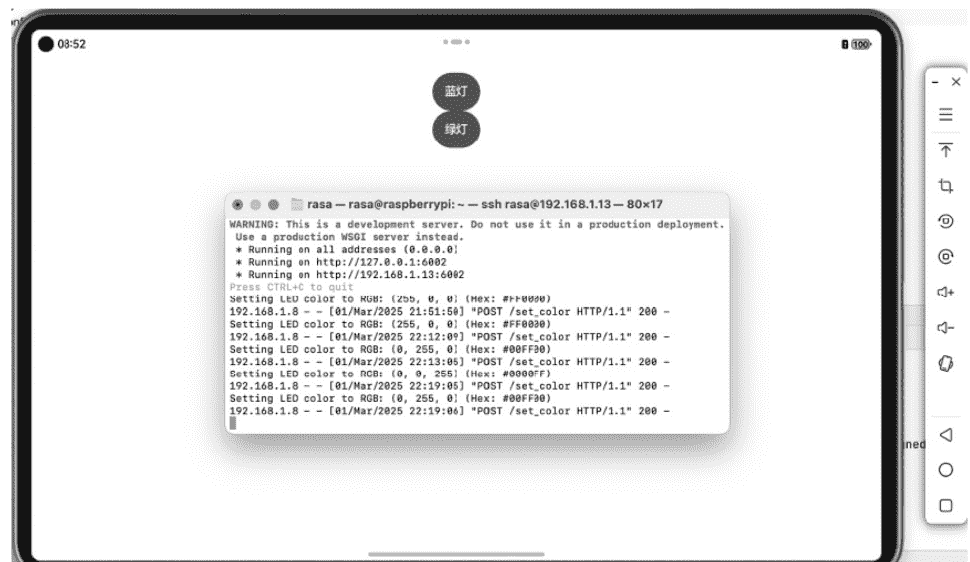 08:52
100
蓝灯
绿灯
rasa — rasa@raspberrypi: ~ — ssh rasa@192.168.1.13 — 80×17
WARNING: This is a development server. Do not use it in a production deployment.
Use a production WSGI server instead.
* Running on all addresses (0.0.0.0)
* Running on http://127.0.0.1:6002
* Running on http://192.168.1.13:6002
Press CTRL+C to quit
Setting LED color to RGB: (255, 0, 0) (Hex: #FF0000)
192.168.1.8 - - [01/Mar/2025 21:51:50] "POST /set_color HTTP/1.1" 200 -
Setting LED color to RGB: (255, 0, 0) (Hex: #FF0000)
192.168.1.8 - - [01/Mar/2025 22:12:09] "POST /set_color HTTP/1.1" 200 -
Setting LED color to RGB: (0, 255, 0) (Hex: #00FF00)
192.168.1.8 - - [01/Mar/2025 22:13:05] "POST /set_color HTTP/1.1" 200 -
Setting LED color to RGB: (0, 0, 255) (Hex: #0000FF)
192.168.1.8 - - [01/Mar/2025 22:19:05] "POST /set_color HTTP/1.1" 200 -
Setting LED color to RGB: (0, 255, 0) (Hex: #00FF00)
192.168.1.8 - - [01/Mar/2025 22:19:06] "POST /set_color HTTP/1.1" 200 -
ned